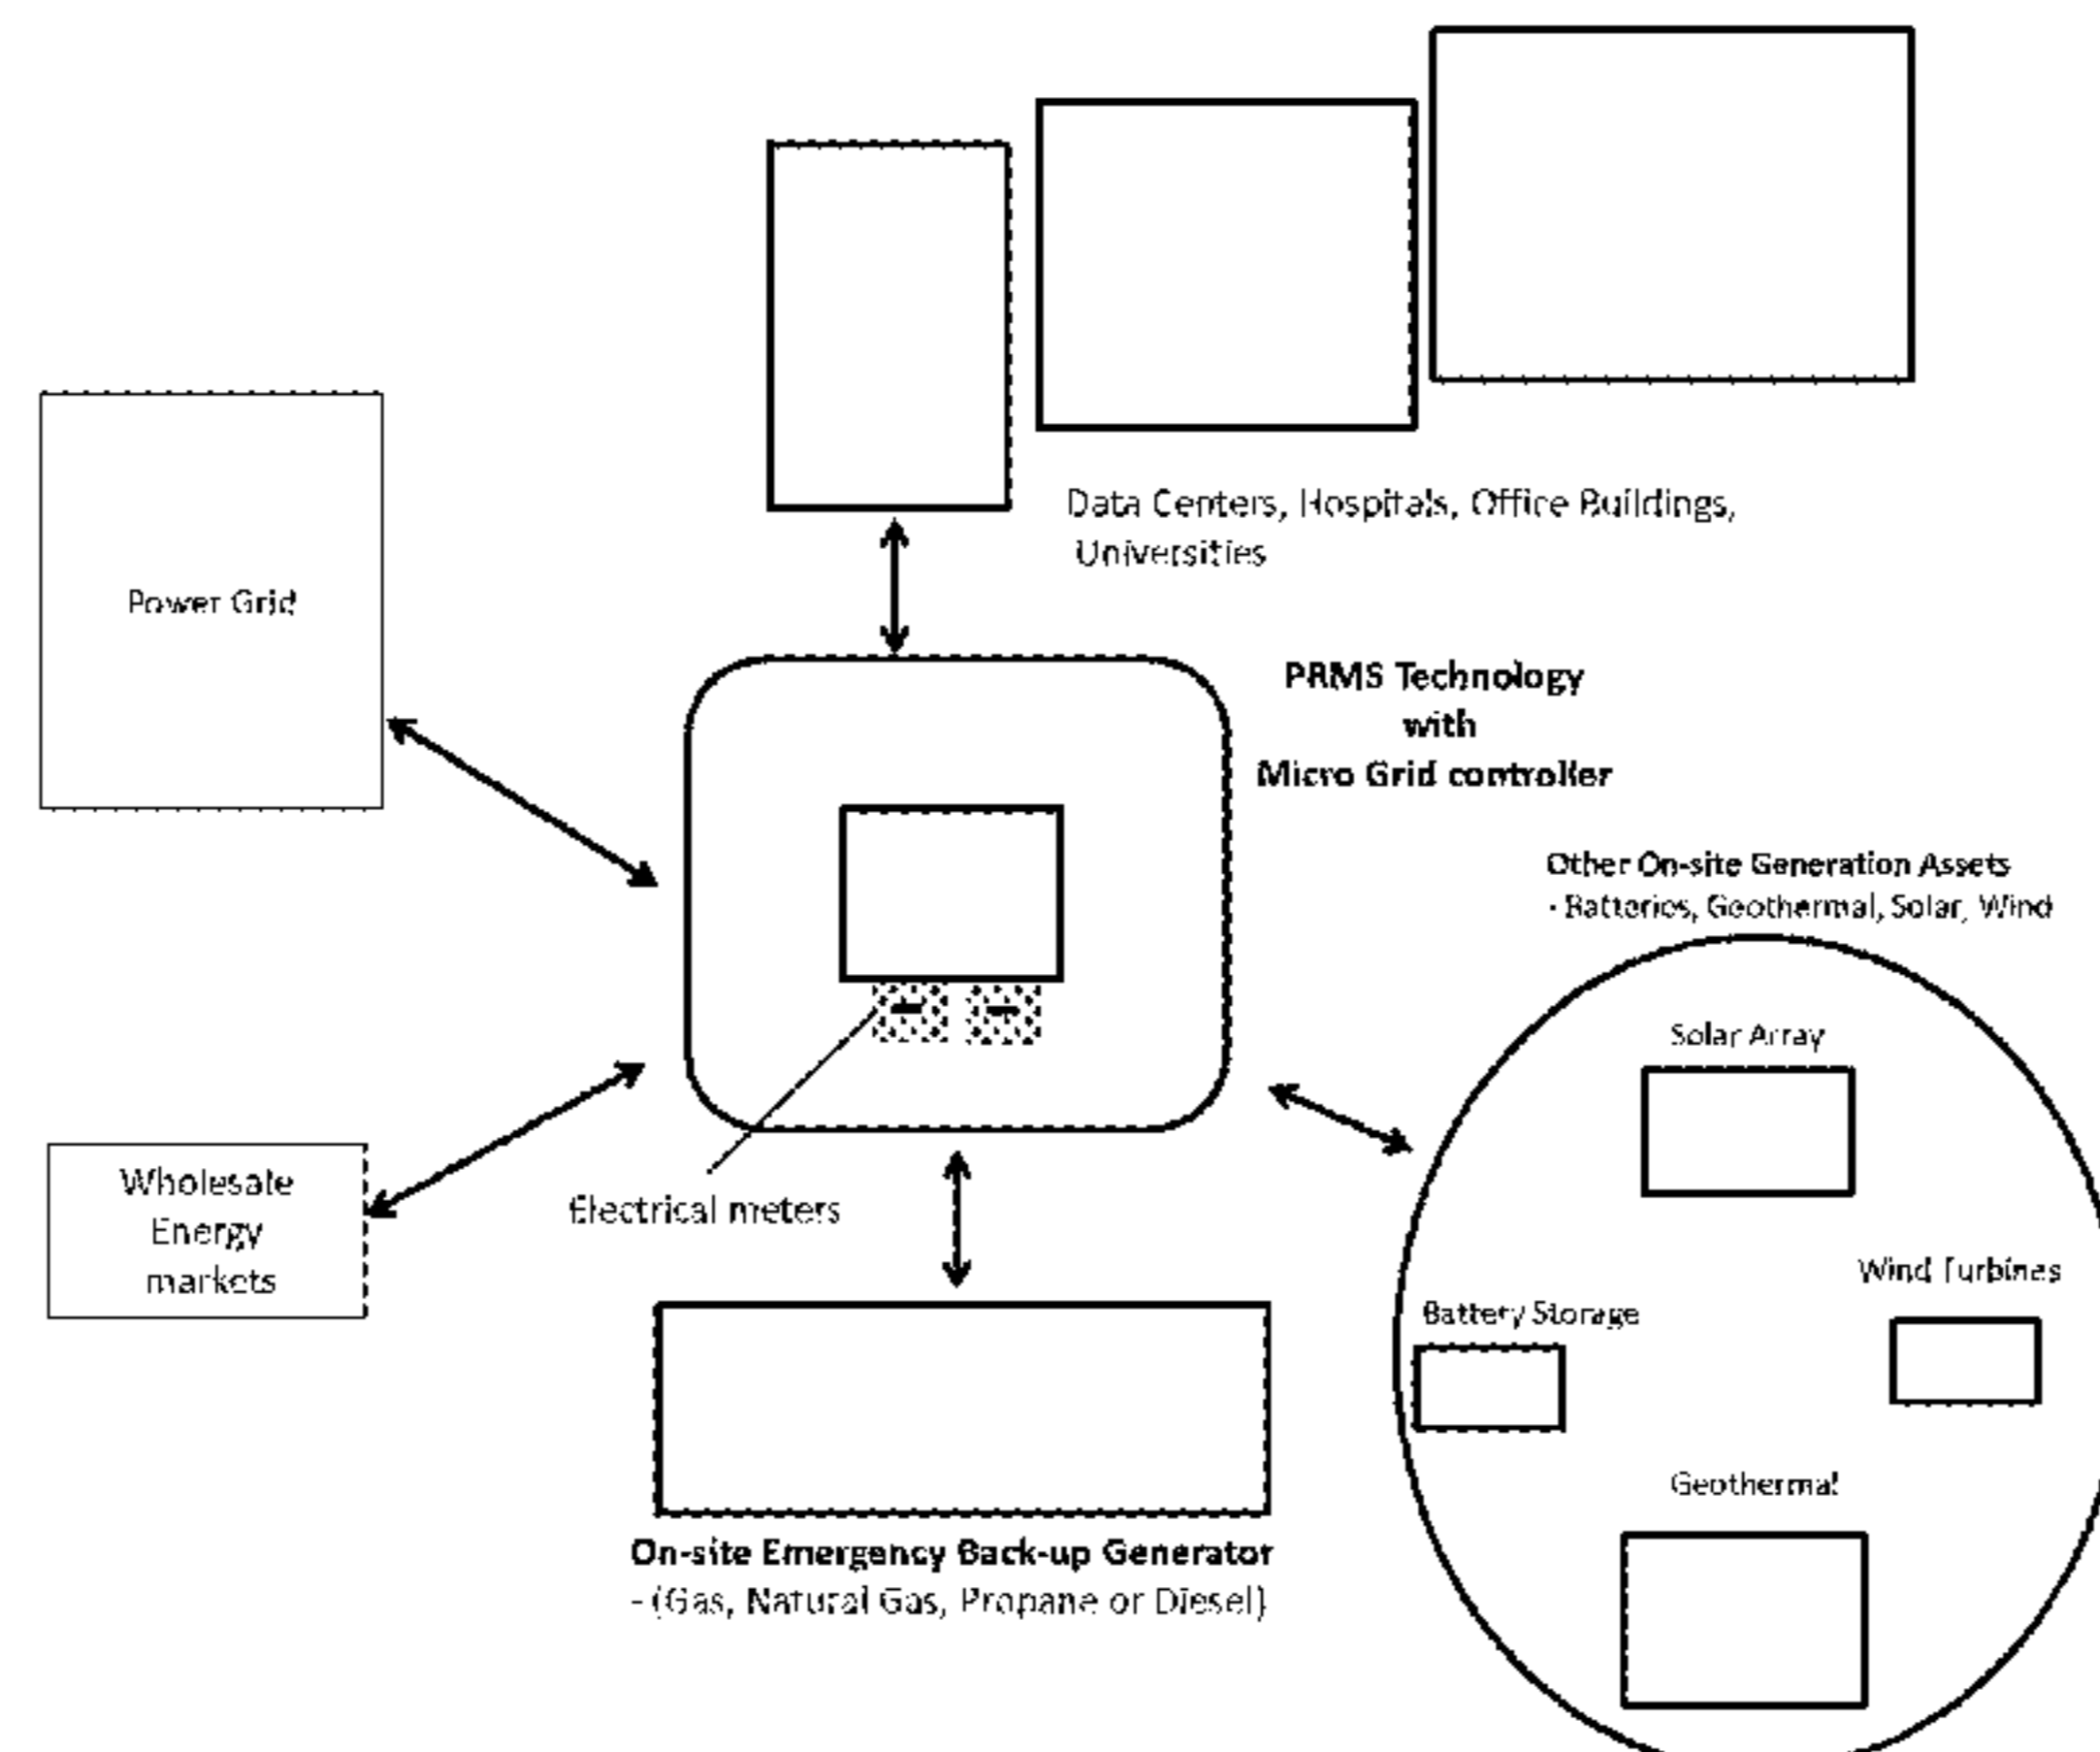 Data Centers, Hospitals, Office Buildings,
Universities
Power Grid
PRMS Technology
with
Micro Grid controller
Other On-site Generation Assets
- Batteries, Geothermal, Solar, Wind
Solar Array
Wholesale
Energy
markets
Electrical meters
Wind Turbines
Battery Storage
Geothermal
On-site Emergency Back-up Generator
- (Gas, Natural Gas, Propane or Diesel)